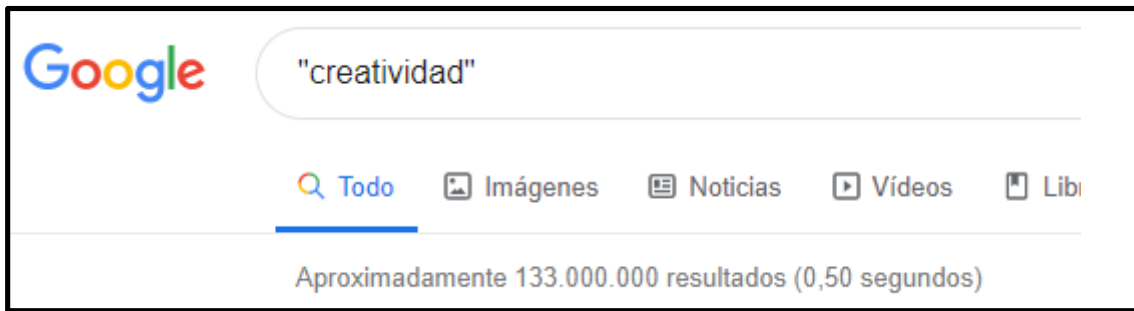 Google "creatividad"
Todo Imágenes Noticias Vídeos
Aproximadamente 133.000.000 resultados (0,50 segundos)